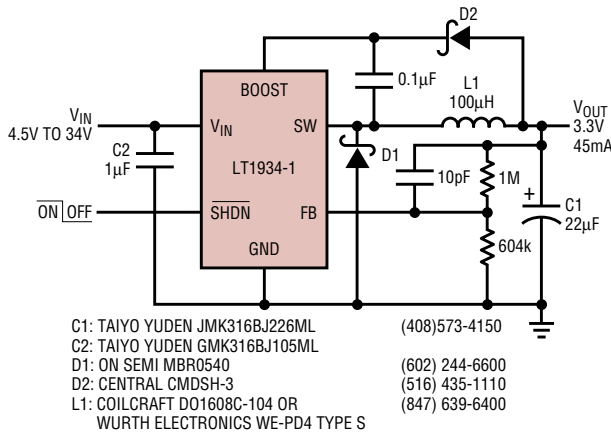 D2
BOOST
0.1µF
L1
100µH
VIN
4.5V TO 34V
VIN
SW
VOUT
3.3V
45mA
C2
1µF
LT1934-1
D1
10pF
1M
ON OFF
SHDN
FB
+
C1
22µF
GND
604k
C1: TAIYO YUDEN JMK316BJ226ML (408)573-4150
C2: TAIYO YUDEN GMK316BJ105ML
D1: ON SEMI MBR0540 (602) 244-6600
D2: CENTRAL CMDSH-3 (516) 435-1110
L1: COILCRAFT DO1608C-104 OR (847) 639-6400
WURTH ELECTRONICS WE-PD4 TYPE S